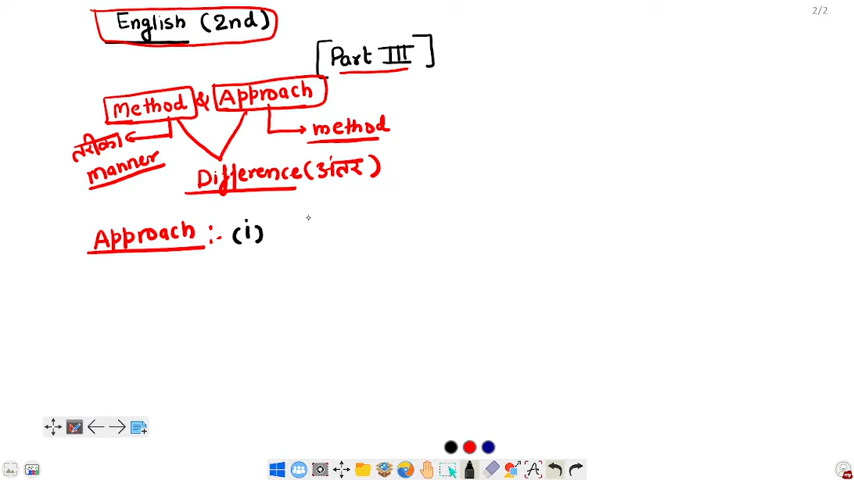 2/2
English (2nd)
[Part III]
Method & Approach
तरीका
manner
method
Difference (अंतर)
Approach :- (i)